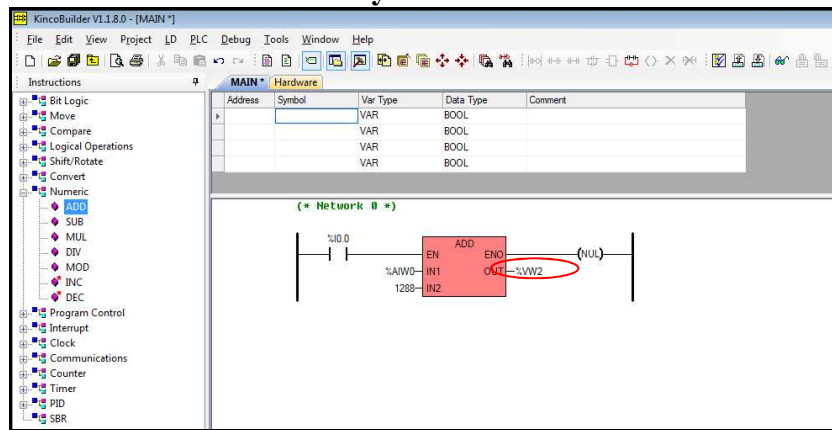 KincoBuilder V1.1.8.0 - [MAIN *]
File Edit View Project LD PLC Debug Tools Window Help
Instructions
MAIN * Hardware
Address Symbol Var Type Data Type Comment
VAR BOOL
VAR BOOL
VAR BOOL
VAR BOOL
Bit Logic
Move
Compare
Logical Operations
Shift/Rotate
Convert
Numeric
ADD
SUB
MUL
DIV
MOD
INC
DEC
Program Control
Interrupt
Clock
Communications
Counter
Timer
PID
SBR
(* Network 0 *)
%I0.0
ADD
EN ENO (NUL)
%AIW0 IN1 OUT %VW2
1288 IN2